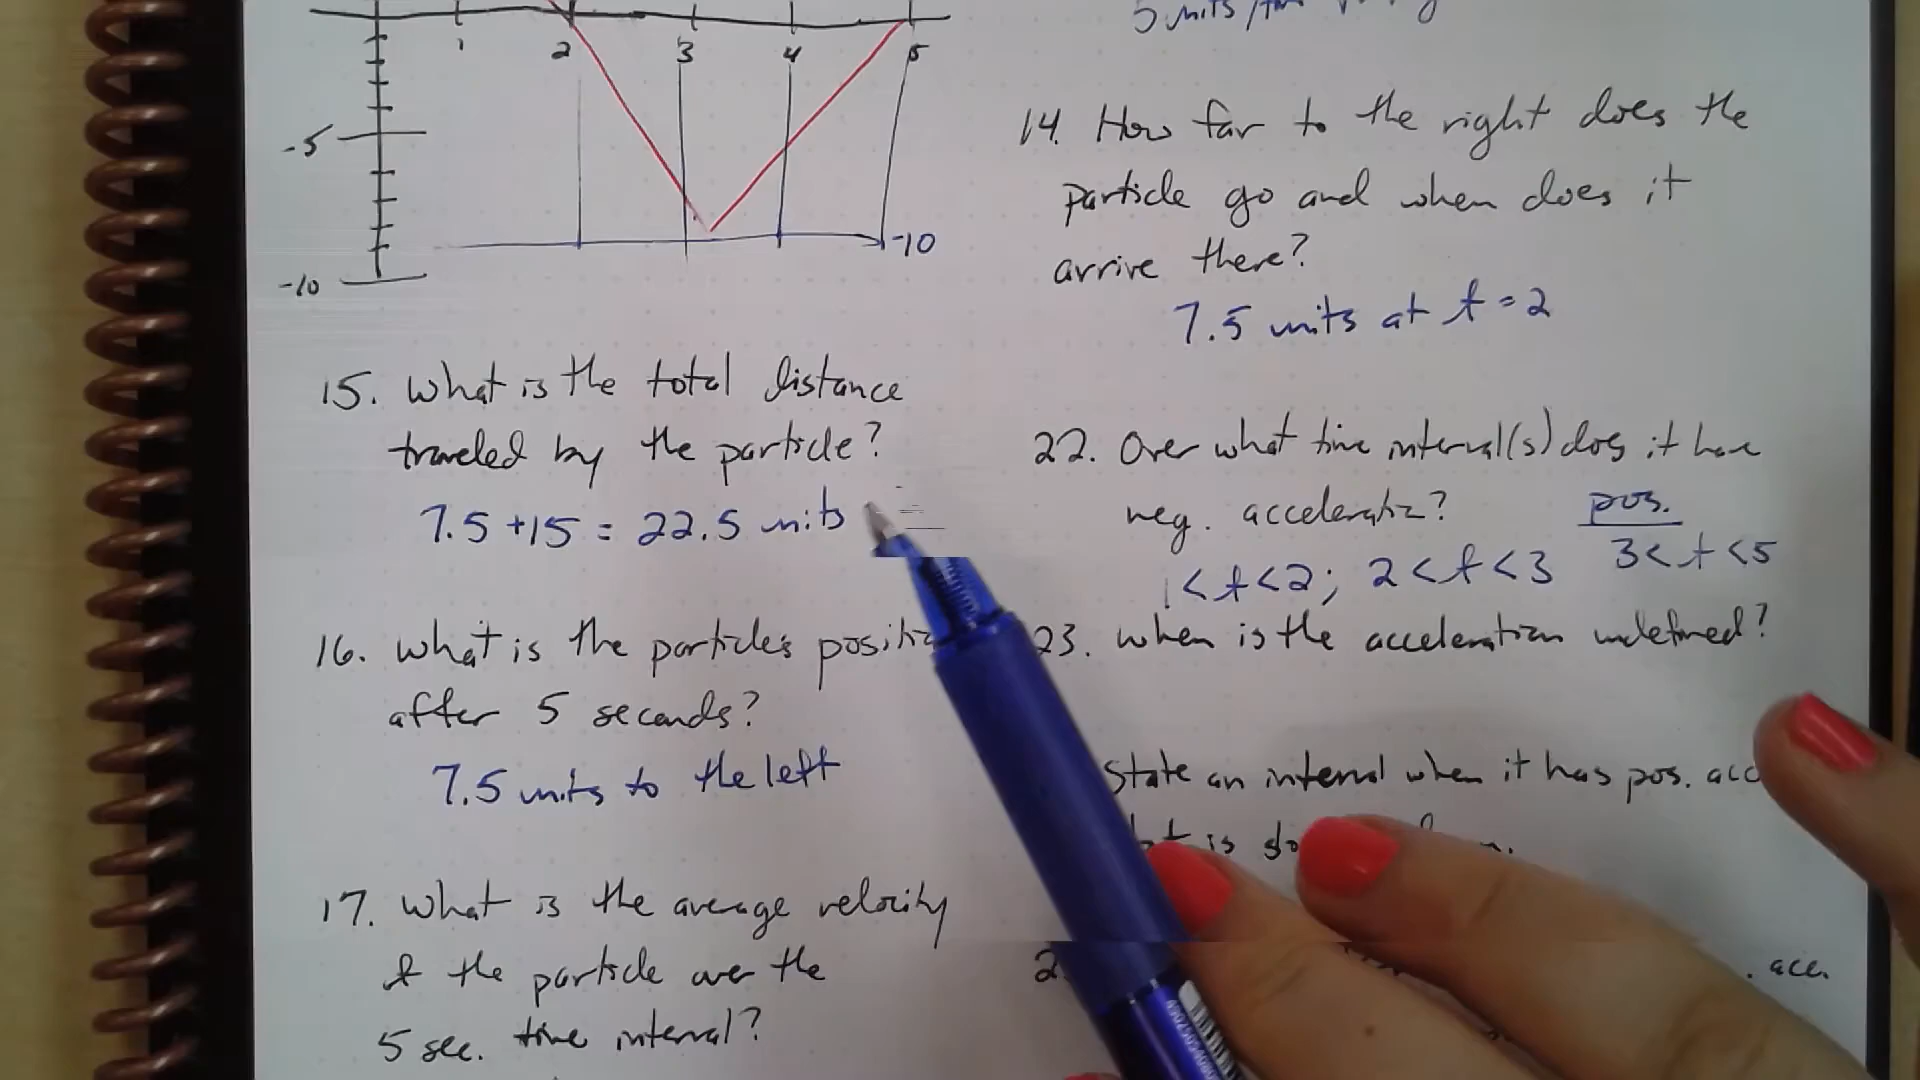 1 2 3 4 5
-5
-10
-10
15. What is the total distance
traveled by the particle?
7.5 + 15 = 22.5 units
16. What is the particle's
after 5 seconds?
7.5 units to the left
17. What is the average velocity
of the particle over the
5 sec. time interval?
5 units/
14. How far to the right does the
particle go and when does it
arrive there?
7.5 units at t = 2
22. Over what time interval(s) does it have
neg. acceleration? pos.
1 < t < 2; 2 < t < 3 3 < t < 5
23. When is the acceleration undefined?
State an interval when it has pos.
is
2 . acc.